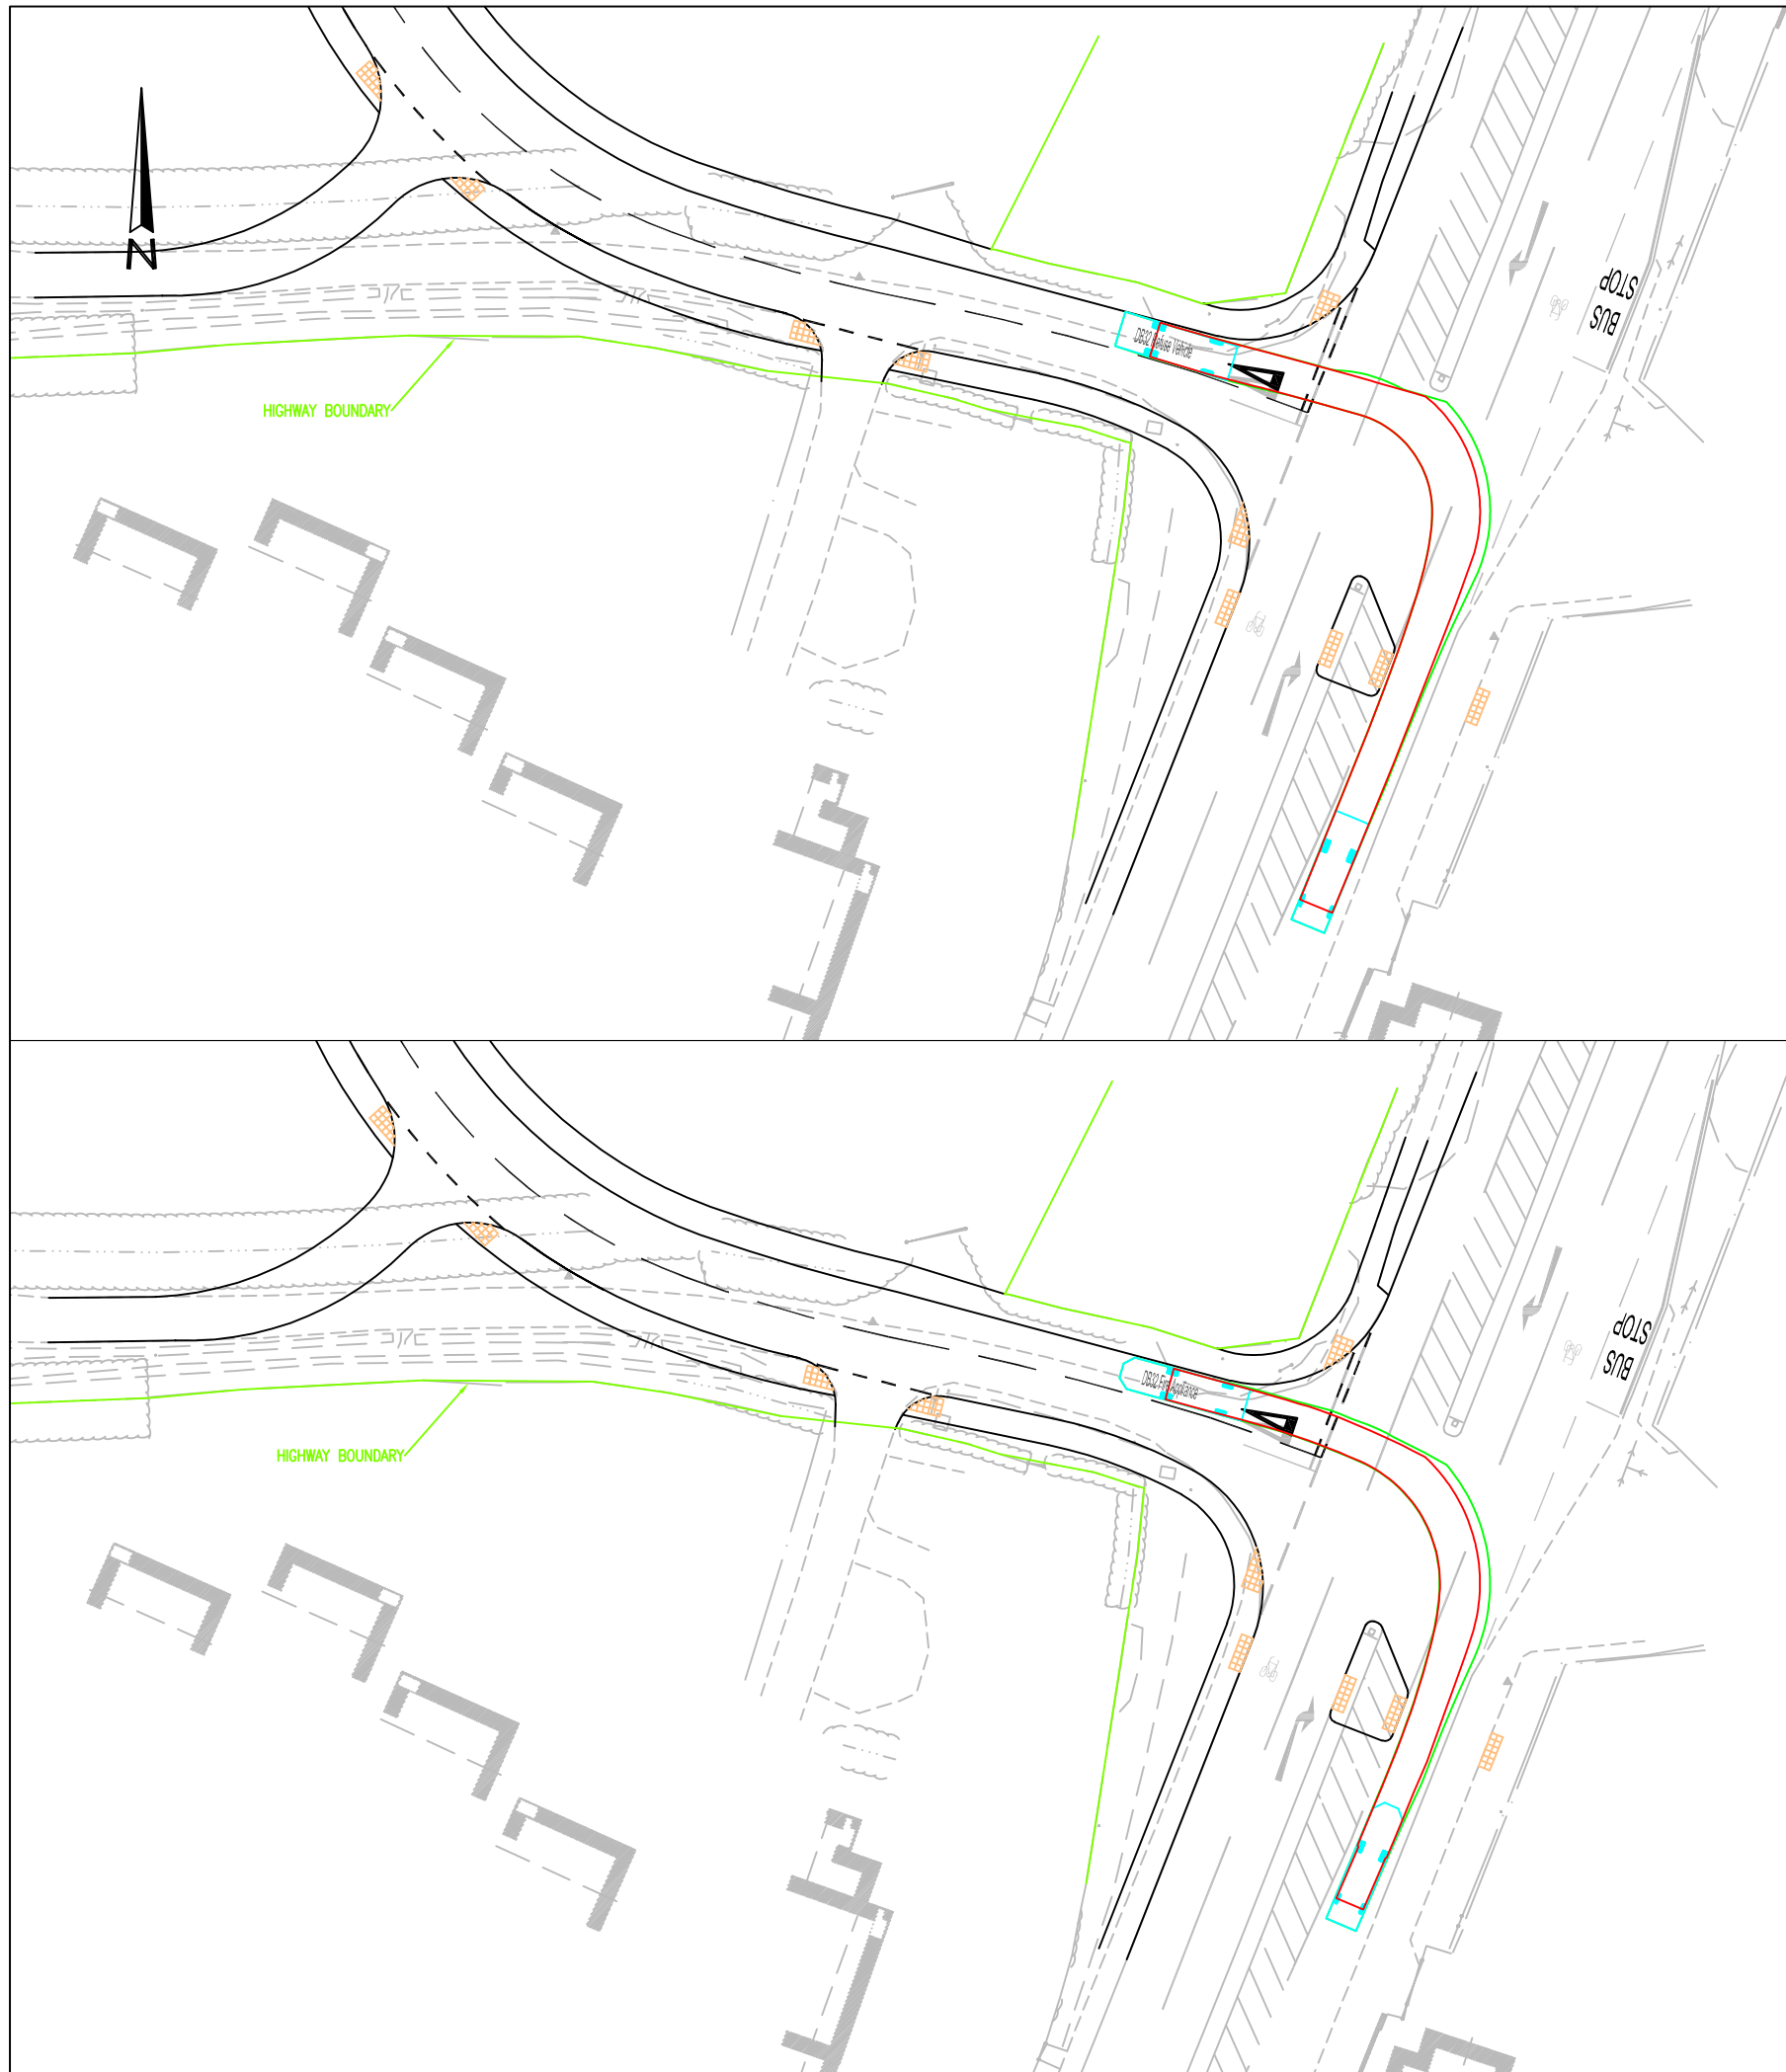 N
BUS
STOP
DB32 Refuse Vehicle
HIGHWAY BOUNDARY
BUS
STOP
DB32 Fire Appliance
HIGHWAY BOUNDARY